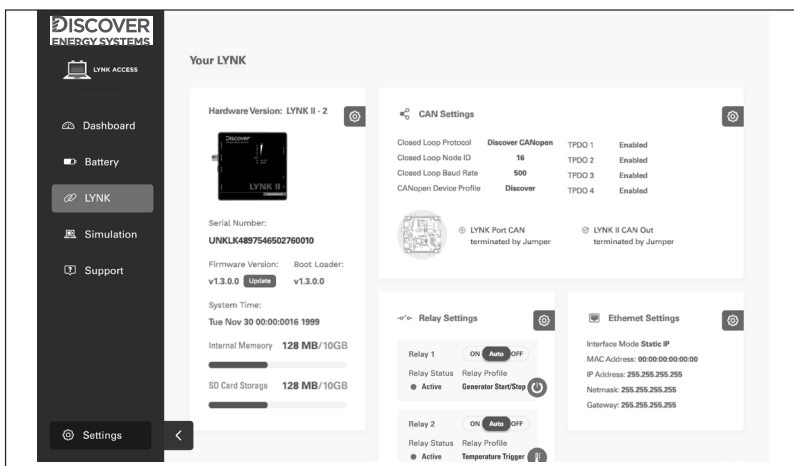 DISCOVER
ENERGY SYSTEMS
LYNK ACCESS
Dashboard
Battery
LYNK
Simulation
Support
Settings
Your LYNK
Hardware Version: LYNK II - 2
Discover
LYNK II
Serial Number:
UNKLK4897546502760010
Firmware Version: Boot Loader:
v1.3.0.0 Update v1.3.0.0
System Time:
Tue Nov 30 00:00:0016 1999
Internal Memeory 128 MB/10GB
SD Card Storage 128 MB/10GB
CAN Settings
Closed Loop Protocol Discover CANopen TPDO 1 Enabled
Closed Loop Node ID 16 TPDO 2 Enabled
Closed Loop Baud Rate 500 TPDO 3 Enabled
CANopen Device Profile Discover TPDO 4 Enabled
LYNK Port CAN
terminated by Jumper
LYNK II CAN Out
terminated by Jumper
Relay Settings
Relay 1 ON Auto OFF
Relay Status Relay Profile
Active Generator Start/Stop
Relay 2 ON Auto OFF
Relay Status Relay Profile
Active Temperature Trigger
Ethernet Settings
Interface Mode Static IP
MAC Address: 00:00:00:00:00:00
IP Address: 255.255.255.255
Netmask: 255.255.255.255
Gateway: 255.255.255.255